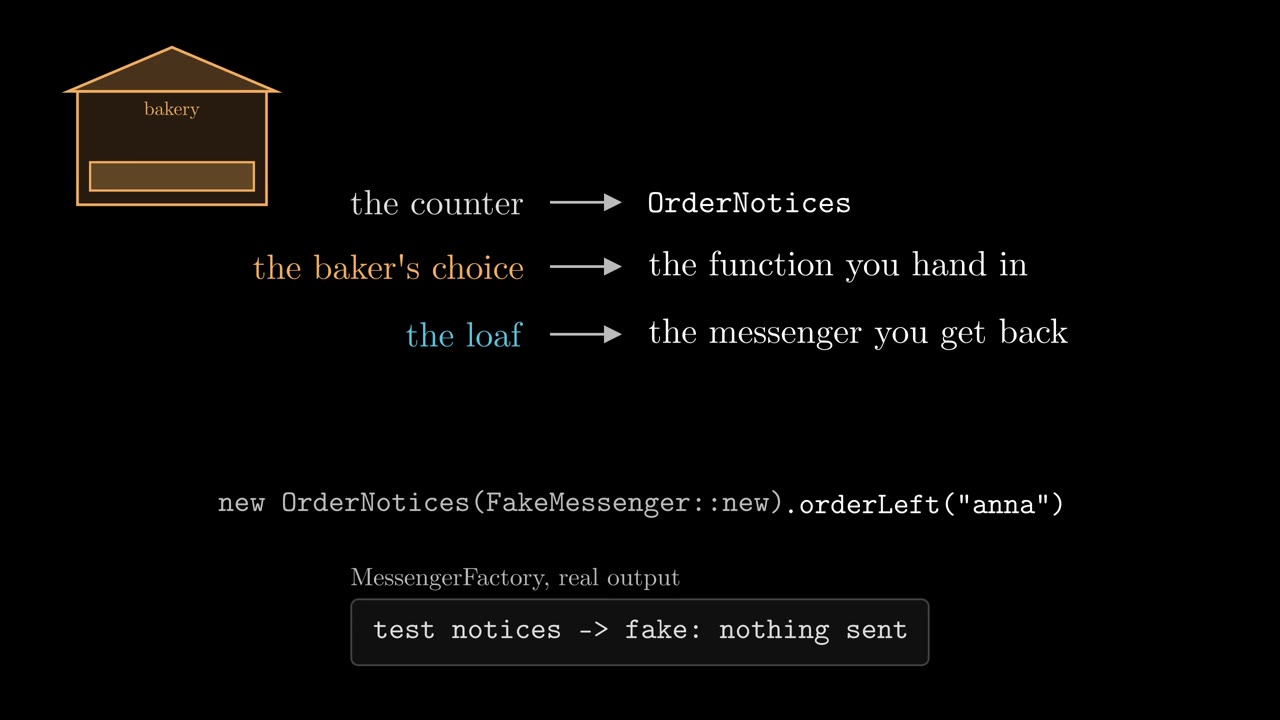 bakery
the counter → OrderNotices
the baker's choice → the function you hand in
the loaf → the messenger you get back
new OrderNotices(FakeMessenger::new).orderLeft("anna")
MessengerFactory, real output
test notices -> fake: nothing sent